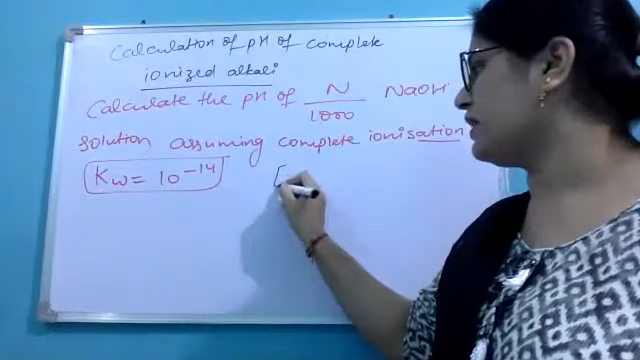 Calculation of pH of complete
ionized alkali
Calculate the pH of N/1000 NaOH
solution assuming complete ionisation
Kw = 10^-14
[